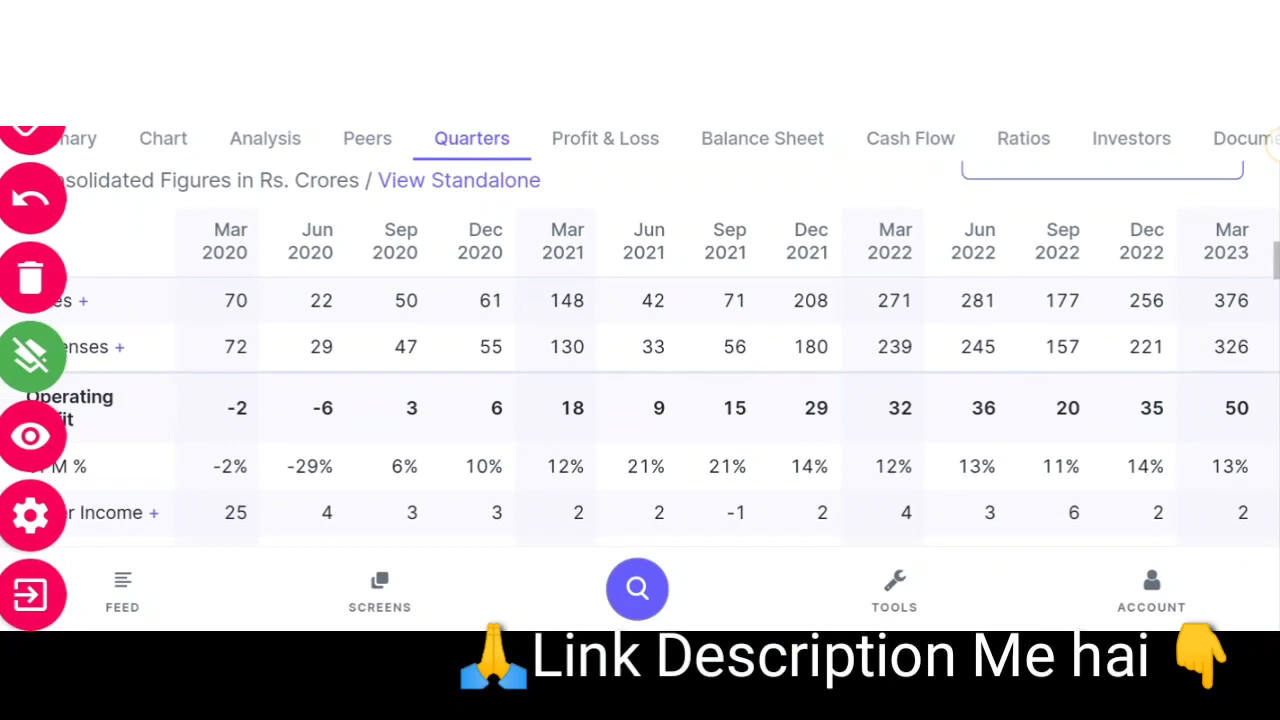 mary Chart Analysis Peers Quarters Profit & Loss Balance Sheet Cash Flow Ratios Investors Docume
solidated Figures in Rs. Crores / View Standalone
Mar 2020 Jun 2020 Sep 2020 Dec 2020 Mar 2021 Jun 2021 Sep 2021 Dec 2021 Mar 2022 Jun 2022 Sep 2022 Dec 2022 Mar 2023
es + 70 22 50 61 148 42 71 208 271 281 177 256 376
enses + 72 29 47 55 130 33 56 180 239 245 157 221 326
Operating
it -2 -6 3 6 18 9 15 29 32 36 20 35 50
M % -2% -29% 6% 10% 12% 21% 21% 14% 12% 13% 11% 14% 13%
r Income + 25 4 3 3 2 2 -1 2 4 3 6 2 2
FEED SCREENS TOOLS ACCOUNT
🙏Link Description Me hai 👇